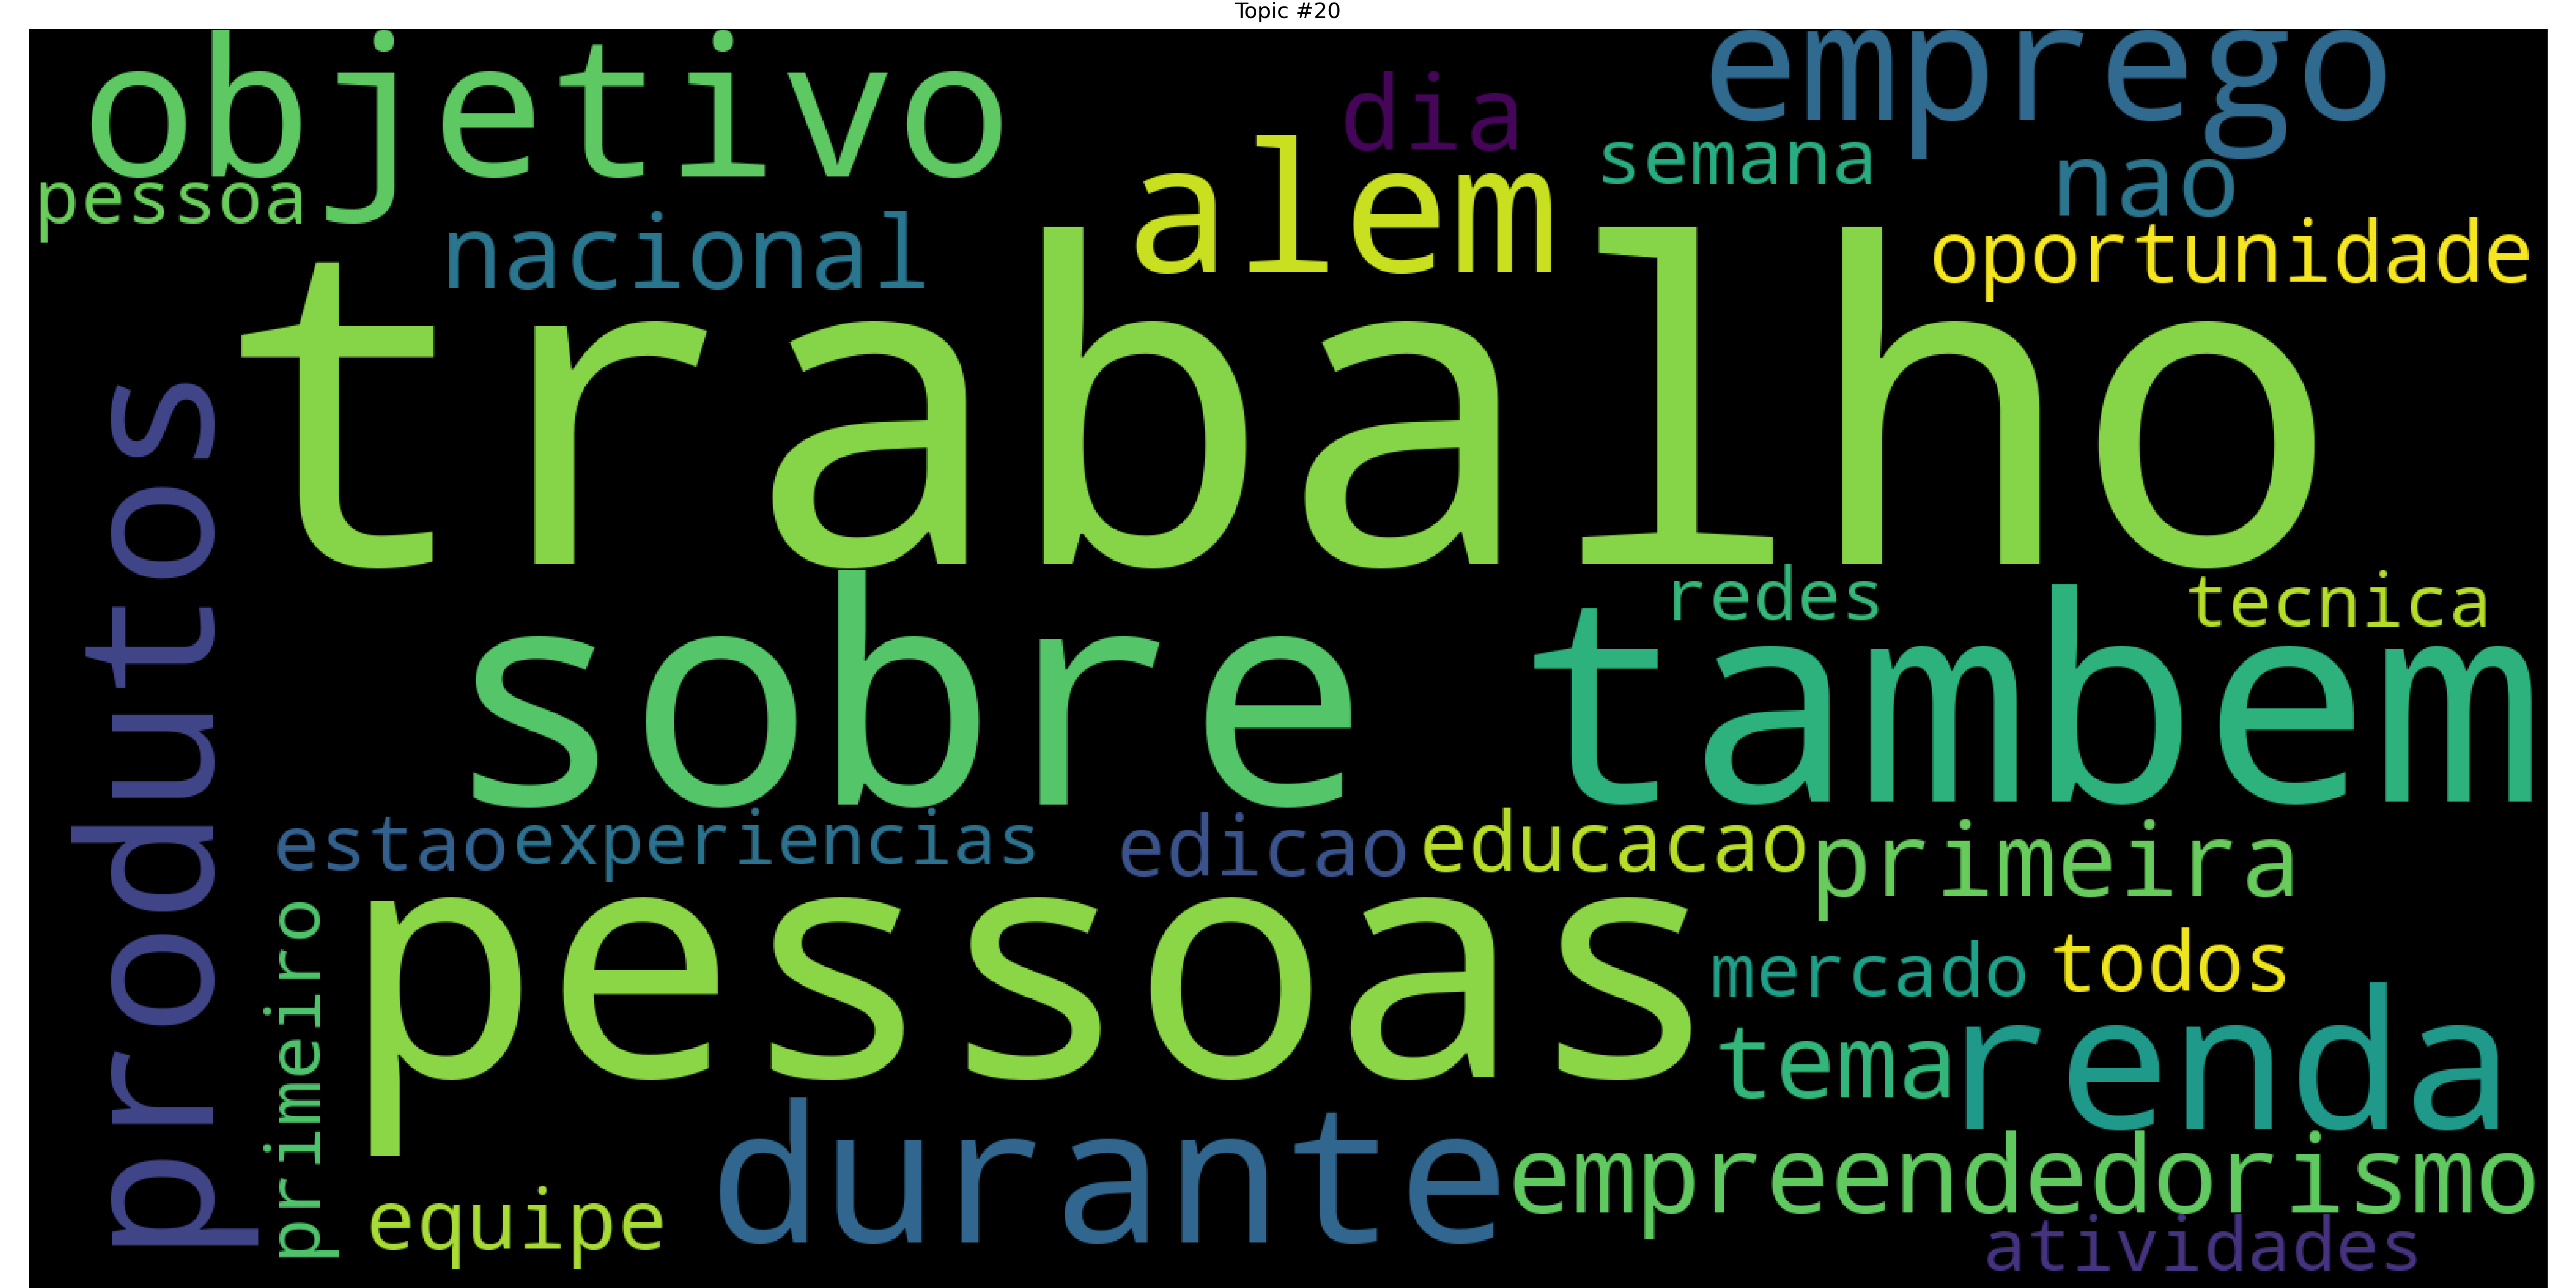 Topic #20
objetivo
emprego
dia
alem
semana
nao
pessoa
nacional
oportunidade
trabalho
produtos
redes
tecnica
sobre
tambem
estao
experiencias
edicao
educacao
primeira
primeiro
pessoas
mercado
todos
tema
renda
durante
empreendedorismo
equipe
atividades